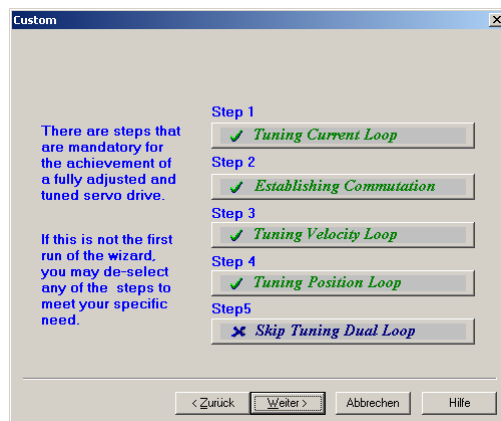 Custom
There are steps that
are mandatory for
the achievement of
a fully adjusted and
tuned servo drive.
If this is not the first
run of the wizard,
you may de-select
any of the steps to
meet your specific
need.
Step 1
Tuning Current Loop
Step 2
Establishing Commutation
Step 3
Tuning Velocity Loop
Step 4
Tuning Position Loop
Step5
Skip Tuning Dual Loop
< Zurück
Weiter >
Abbrechen
Hilfe